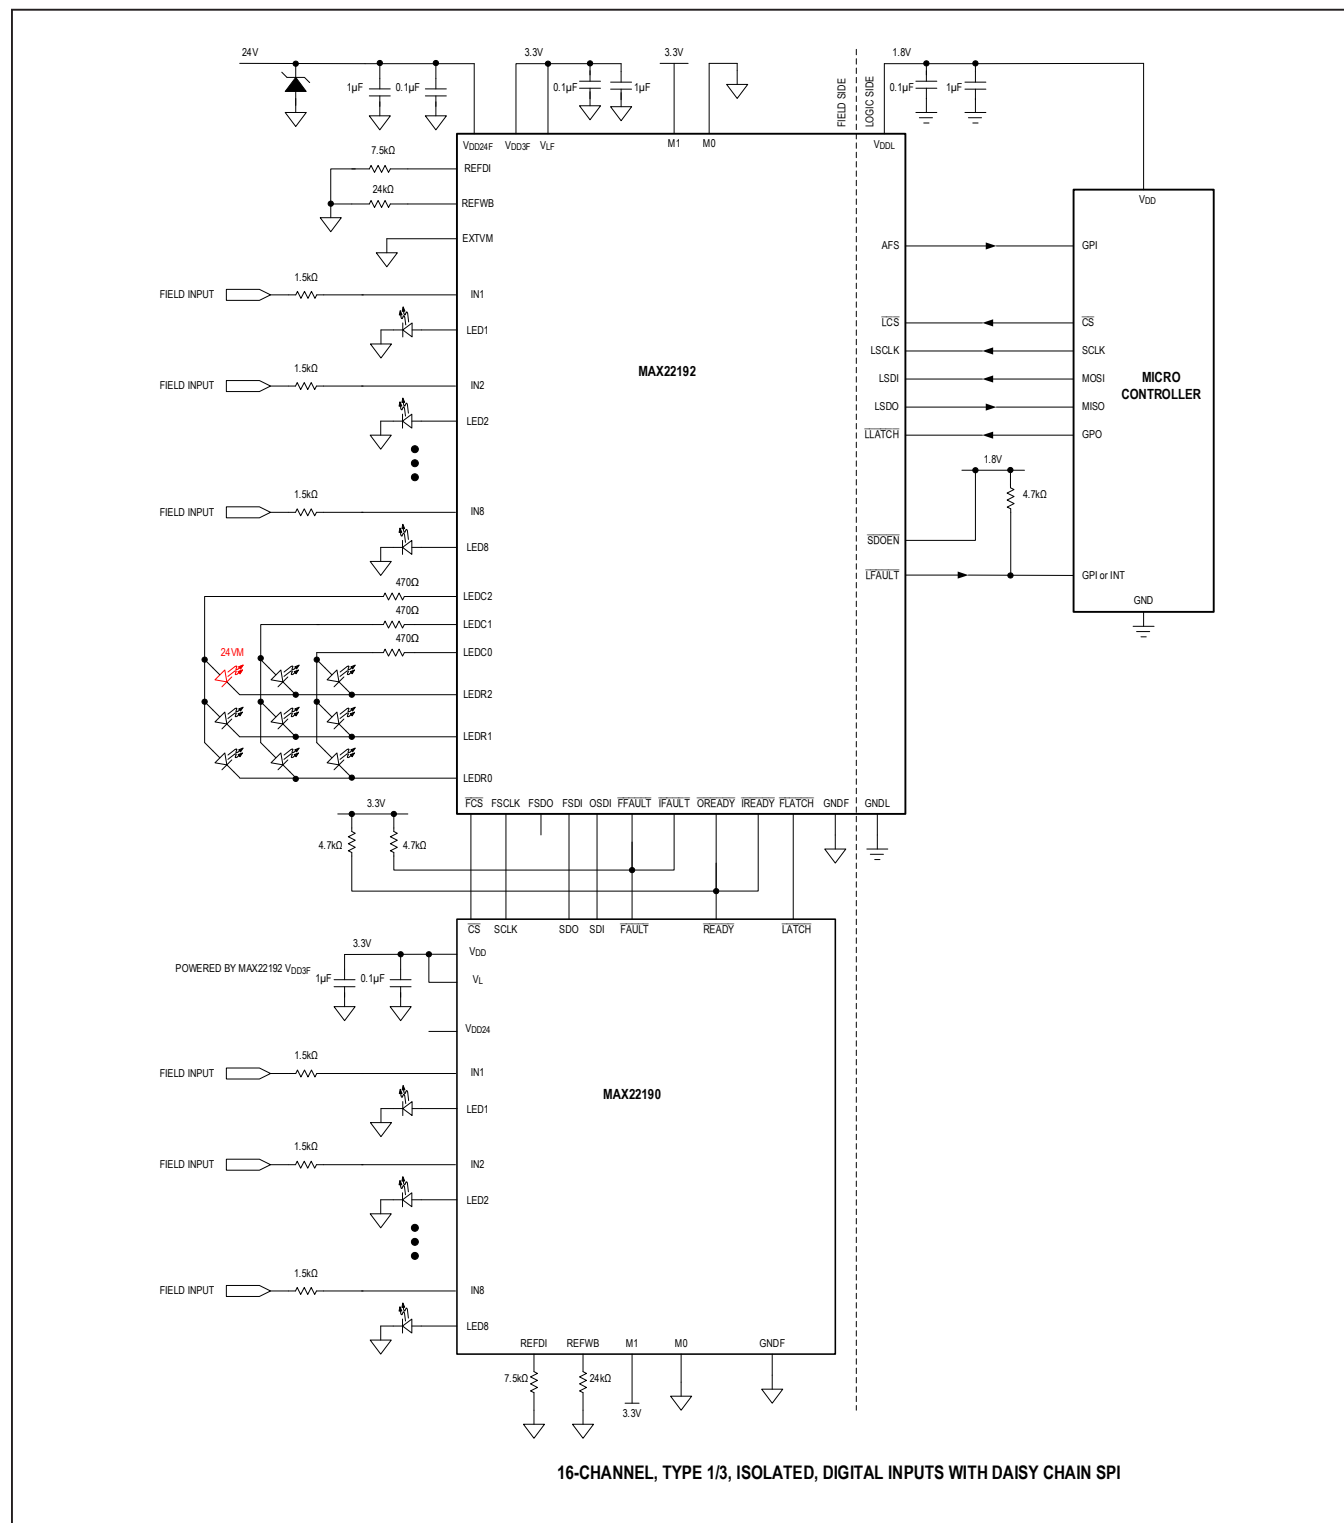 24V
3.3V
3.3V
1.8V
1µF
0.1µF
0.1µF
1µF
0.1µF
1µF
FIELD SIDE
LOGIC SIDE
VDD24F
VDD3F
VLF
M1
M0
VDDL
7.5kΩ
REFDI
24kΩ
REFWB
EXTVM
VDD
AFS
GPI
1.5kΩ
FIELD INPUT
IN1
LED1
LCS
CS
LSCLK
SCLK
MAX22192
LSDI
MOSI
MICRO
CONTROLLER
1.5kΩ
FIELD INPUT
IN2
LED2
LSDO
MISO
LLATCH
GPO
1.8V
4.7kΩ
1.5kΩ
FIELD INPUT
IN8
LED8
SDOEN
LFAULT
GPI or INT
GND
470Ω
LEDC2
470Ω
LEDC1
470Ω
LEDC0
24VM
LEDR2
LEDR1
LEDR0
FCS
FSCLK
FSDO
FSDI
OSDI
FFAULT
IFAULT
OREADY
IREADY
FLATCH
GNDF
GNDL
3.3V
4.7kΩ
4.7kΩ
CS
SCLK
SDO
SDI
FAULT
READY
LATCH
3.3V
VDD
POWERED BY MAX22192 VDD3F
1µF
0.1µF
VL
VDD24
1.5kΩ
FIELD INPUT
IN1
MAX22190
LED1
1.5kΩ
FIELD INPUT
IN2
LED2
1.5kΩ
FIELD INPUT
IN8
LED8
REFDI
REFWB
M1
M0
GNDF
7.5kΩ
24kΩ
3.3V
16-CHANNEL, TYPE 1/3, ISOLATED, DIGITAL INPUTS WITH DAISY CHAIN SPI